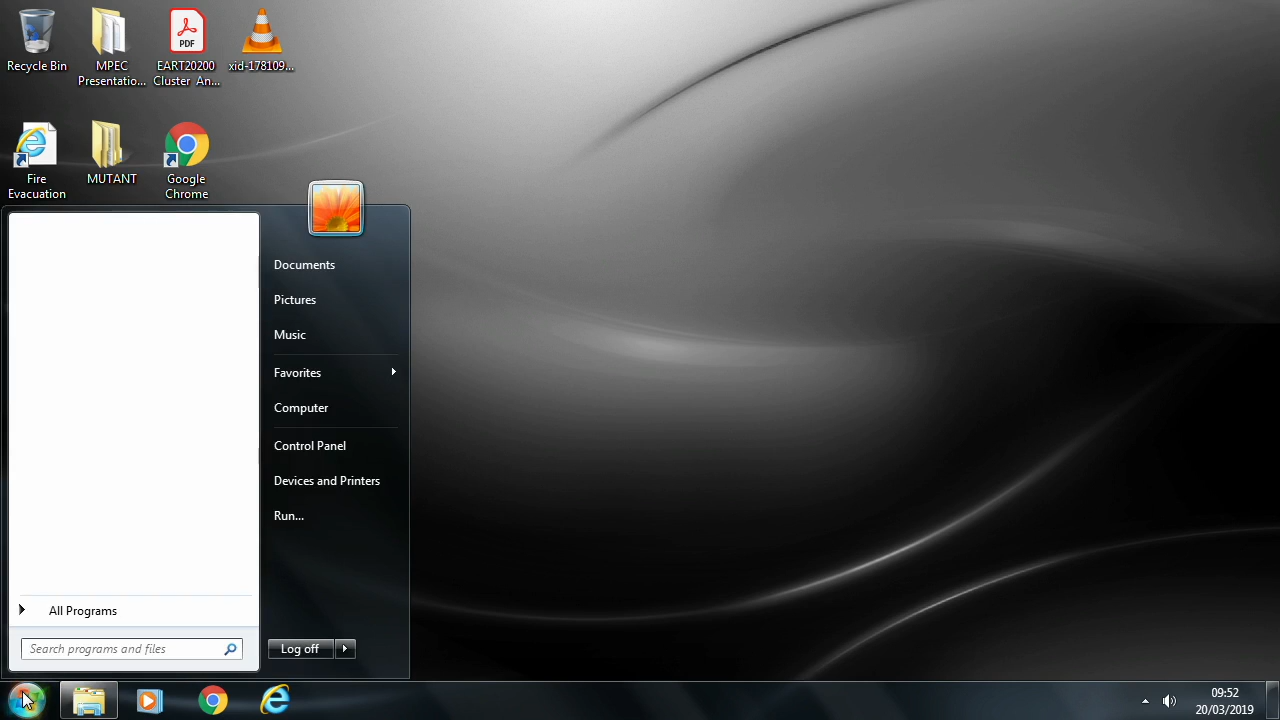 Recycle Bin
MPEC
Presentatio...
EART20200
Cluster An...
xid-178109...
PDF
Fire
Evacuation
MUTANT
Google
Chrome
Documents
Pictures
Music
Favorites
Computer
Control Panel
Devices and Printers
Run...
All Programs
Search programs and files
Log off
09:52
20/03/2019